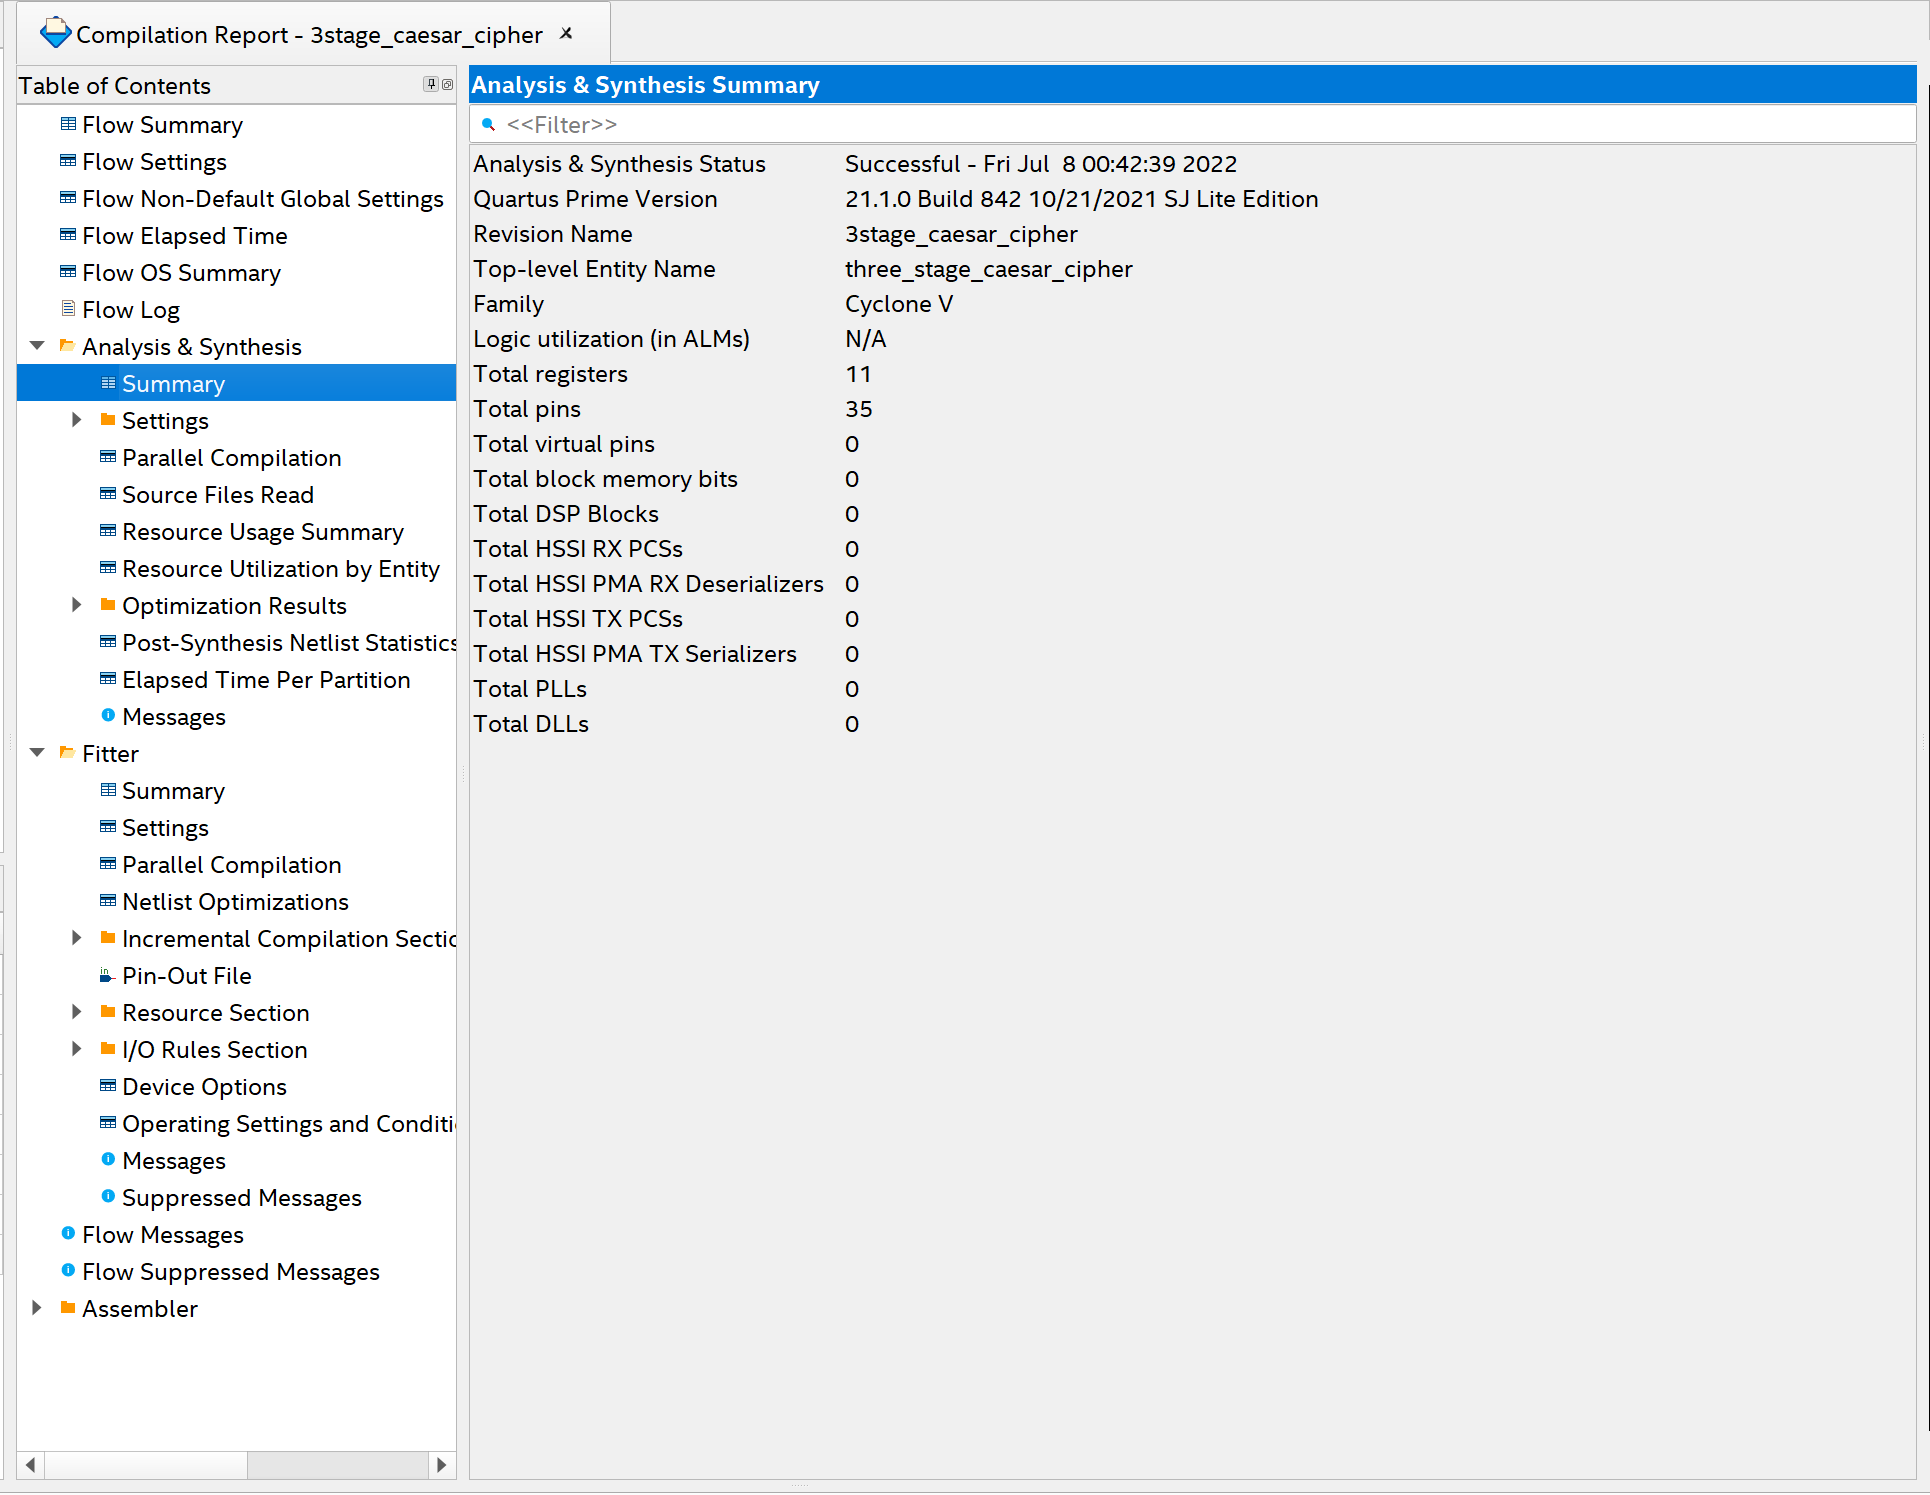 Compilation Report - 3stage_caesar_cipher
Table of Contents
Flow Summary
Flow Settings
Flow Non-Default Global Settings
Flow Elapsed Time
Flow OS Summary
Flow Log
Analysis & Synthesis
Summary
Settings
Parallel Compilation
Source Files Read
Resource Usage Summary
Resource Utilization by Entity
Optimization Results
Post-Synthesis Netlist Statistics
Elapsed Time Per Partition
Messages
Fitter
Summary
Settings
Parallel Compilation
Netlist Optimizations
Incremental Compilation Sectio
Pin-Out File
Resource Section
I/O Rules Section
Device Options
Operating Settings and Conditi
Messages
Suppressed Messages
Flow Messages
Flow Suppressed Messages
Assembler
Analysis & Synthesis Summary
<<Filter>>
Analysis & Synthesis Status Successful - Fri Jul  8 00:42:39 2022
Quartus Prime Version 21.1.0 Build 842 10/21/2021 SJ Lite Edition
Revision Name 3stage_caesar_cipher
Top-level Entity Name three_stage_caesar_cipher
Family Cyclone V
Logic utilization (in ALMs) N/A
Total registers 11
Total pins 35
Total virtual pins 0
Total block memory bits 0
Total DSP Blocks 0
Total HSSI RX PCSs 0
Total HSSI PMA RX Deserializers 0
Total HSSI TX PCSs 0
Total HSSI PMA TX Serializers 0
Total PLLs 0
Total DLLs 0